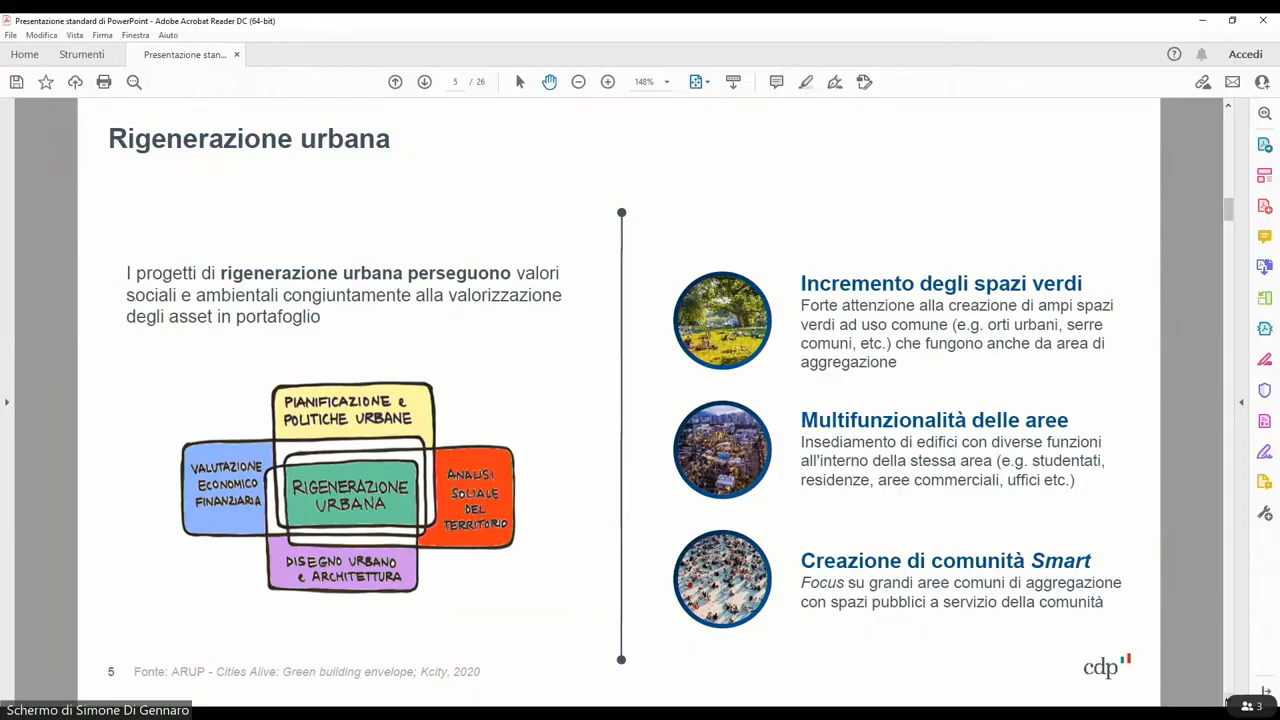 Presentazione standard di PowerPoint - Adobe Acrobat Reader DC (64-bit)
File Modifica Vista Firma Finestra Aiuto
Home Strumenti Presentazione stan... × Accedi
5 / 26 148%
Rigenerazione urbana
I progetti di rigenerazione urbana perseguono valori
sociali e ambientali congiuntamente alla valorizzazione
degli asset in portafoglio
PIANIFICAZIONE e
POLITICHE URBANE
VALUTAZIONE
ECONOMICO
FINANZIARIA
RIGENERAZIONE
URBANA
ANALISI
SOCIALE
DEL
TERRITORIO
DISEGNO URBANO
e ARCHITETTURA
Incremento degli spazi verdi
Forte attenzione alla creazione di ampi spazi
verdi ad uso comune (e.g. orti urbani, serre
comuni, etc.) che fungono anche da area di
aggregazione
Multifunzionalità delle aree
Insediamento di edifici con diverse funzioni
all'interno della stessa area (e.g. studentati,
residenze, aree commerciali, uffici etc.)
Creazione di comunità Smart
Focus su grandi aree comuni di aggregazione
con spazi pubblici a servizio della comunità
5 Fonte: ARUP - Cities Alive: Green building envelope; Kcity, 2020
cdp
Schermo di Simone Di Gennaro
3